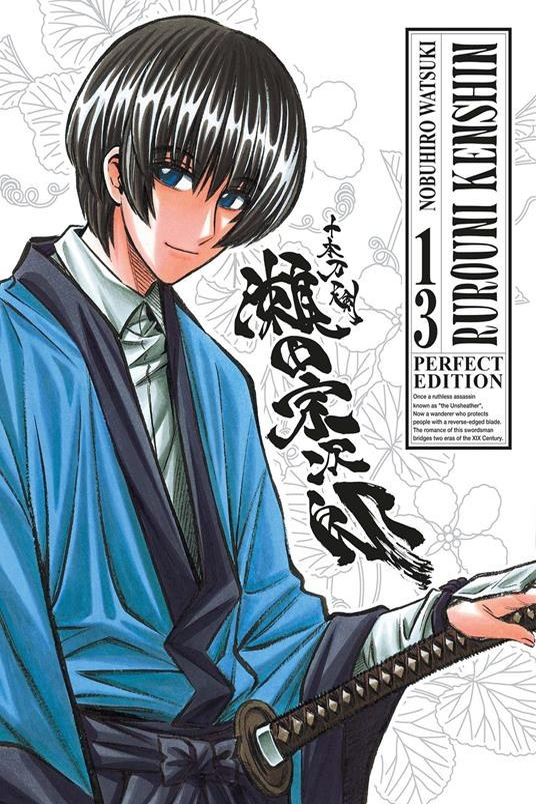 NOBUHIRO WATSUKI
RUROUNI KENSHIN
13
PERFECT
EDITION
Once a ruthless assassin
known as "the Unsheather",
Now a wanderer who protects
people with a reverse-edged blade.
The romance of this swordsman
bridges two eras of the XIX Century.
十本刀 天剣
瀬田宗次郎